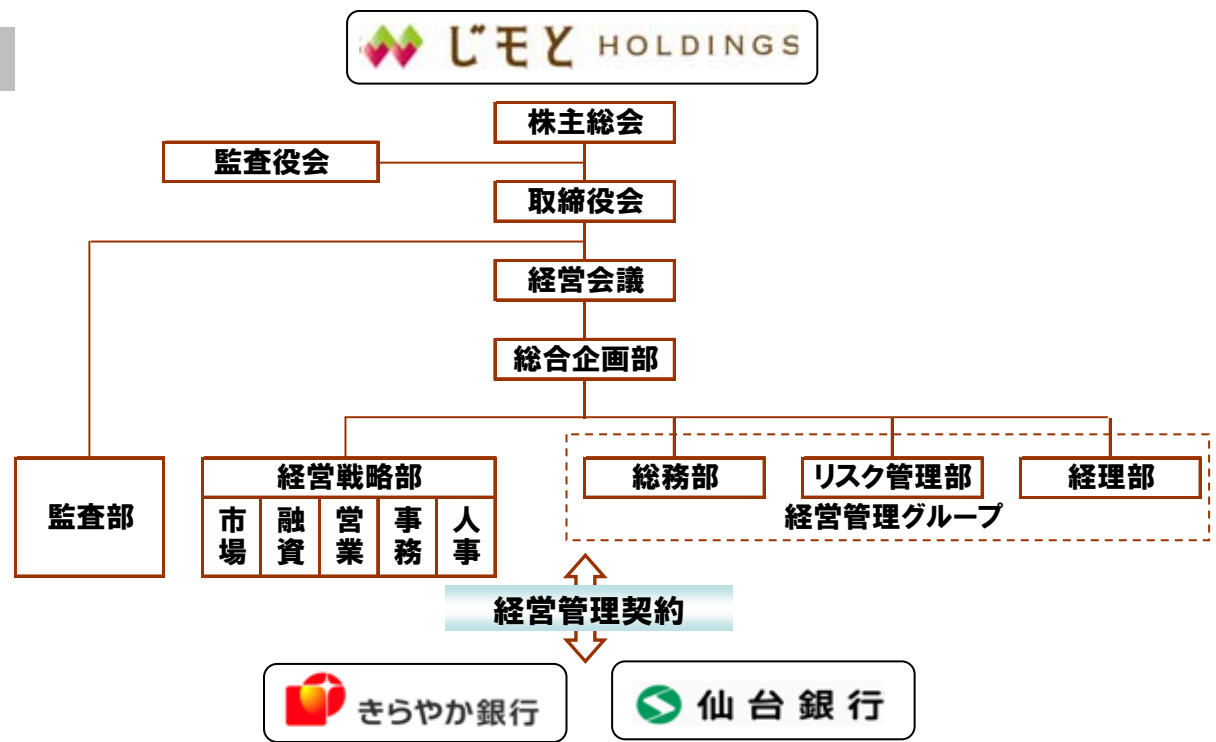 じモと HOLDINGS
株主総会
監査役会
取締役会
経営会議
総合企画部
監査部
経営戦略部
市場
融資
営業
事務
人事
総務部
リスク管理部
経理部
経営管理グループ
経営管理契約
きらやか銀行
仙台銀行